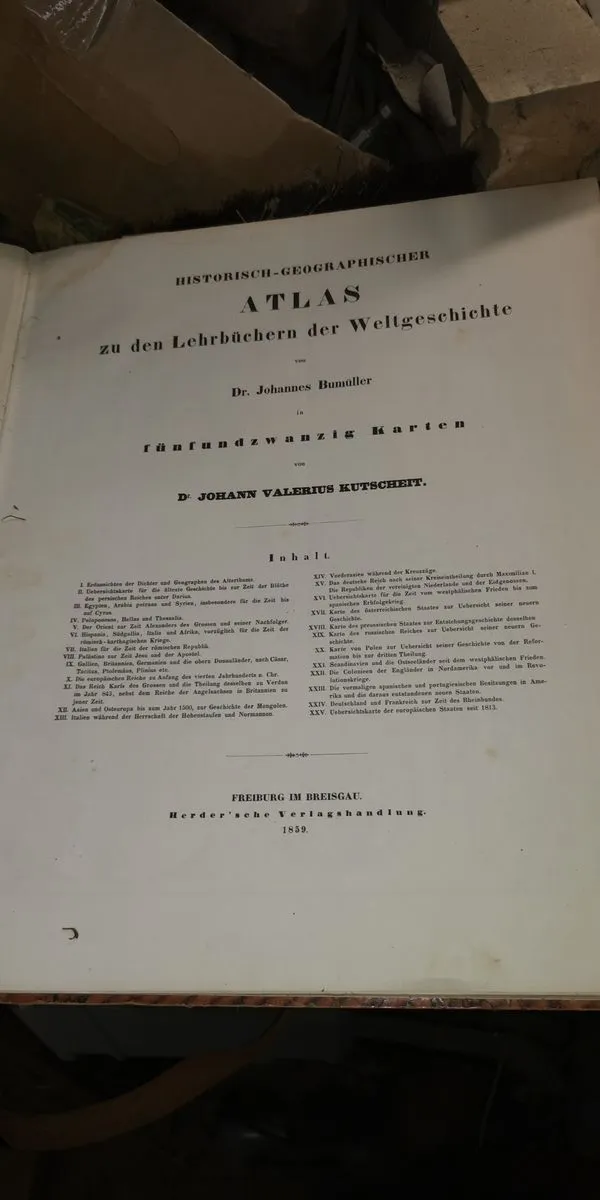 HISTORISCH-GEOGRAPHISCHER
ATLAS
zu den Lehrbüchern der Weltgeschichte
von
Dr. Johannes Bumüller
in
fünfundzwanzig Karten
von
Dr. JOHANN VALERIUS KUTSCHEIT.
Inhalt.
I. Erdansichten der Dichter und Geographen des Alterthums.
II. Uebersichtskarte für die älteste Geschichte bis zur Zeit der Blüthe
des persischen Reiches unter Darius.
III. Egypten, Arabia petraea und Syrien, insbesondere für die Zeit bis
auf Cyrus.
IV. Peloponesus, Hellas und Thessalia.
V. Der Orient zur Zeit Alexanders des Grossen und seiner Nachfolger.
VI. Hispania, Südgallia, Italia und Afrika, vorzüglich für die Zeit der
römisch-karthagischen Kriege.
VII. Italien für die Zeit der römischen Republik.
VIII. Palästina zur Zeit Jesu und der Apostel.
IX. Gallien, Britannien, Germanien und die obern Donauländer, nach Cäsar,
Tacitus, Ptolemäus, Plinius etc.
X. Die europäischen Reiche zu Anfang des vierten Jahrhunderts n. Chr.
XI. Das Reich Karls des Grossen und die Theilung desselben zu Verdun
im Jahr 843, nebst dem Reiche der Angelsachsen in Britannien zu
jener Zeit.
XII. Asien und Osteuropa bis zum Jahr 1500, zur Geschichte der Mongolen.
XIII. Italien während der Herrschaft der Hohenstaufen und Normannen.
XIV. Vorderasien während der Kreuzzüge.
XV. Das deutsche Reich nach seiner Kreiseintheilung durch Maximilian I.
Die Republiken der vereinigten Niederlande und der Eidgenossen.
XVI. Uebersichtskarte für die Zeit vom westphälischen Frieden bis zum
spanischen Erbfolgekrieg.
XVII. Karte des österreichischen Staates zur Uebersicht seiner neuern
Geschichte.
XVIII. Karte des preussischen Staates zur Entstehungsgeschichte desselben
XIX. Karte des russischen Reiches zur Uebersicht seiner neuern Ge-
schichte.
XX. Karte von Polen zur Uebersicht seiner Geschichte von der Refor-
mation bis zur dritten Theilung.
XXI. Scandinavien und die Ostseeländer seit dem westphälischen Frieden.
XXII. Die Colonieen der Engländer in Nordamerika vor und im Revo-
lutionskriege.
XXIII. Die vormaligen spanischen und portugiesischen Besitzungen in Ame-
rika und die daraus entstandenen neuen Staaten.
XXIV. Deutschland und Frankreich zur Zeit des Rheinbundes.
XXV. Uebersichtskarte der europäischen Staaten seit 1813.
FREIBURG IM BREISGAU.
Herder'sche Verlagshandlung.
1859.